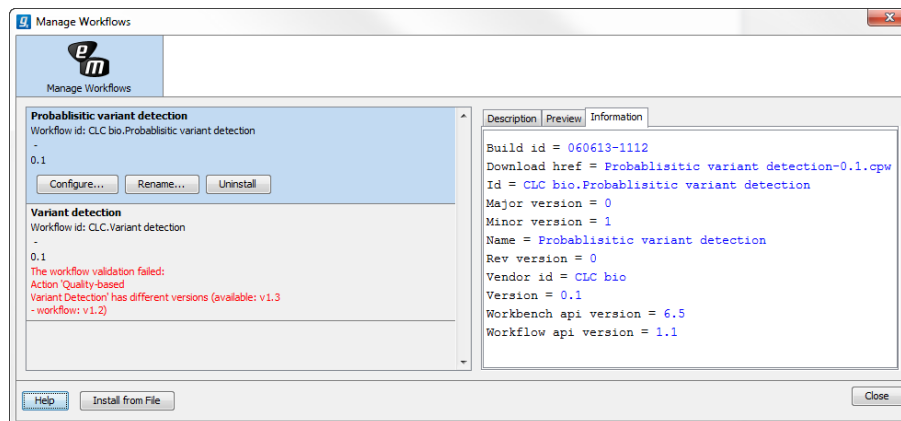 Manage Workflows
Manage Workflows
Probablisitic variant detection
Workflow id: CLC bio.Probablisitic variant detection
-
0.1
Configure... Rename... Uninstall
Variant detection
Workflow id: CLC.Variant detection
-
0.1
The workflow validation failed:
Action 'Quality-based
Variant Detection' has different versions (available: v1.3
- workflow: v1.2)
Description Preview Information
Build id = 060613-1112
Download href = Probablisitic variant detection-0.1.cpw
Id = CLC bio.Probablisitic variant detection
Major version = 0
Minor version = 1
Name = Probablisitic variant detection
Rev version = 0
Vendor id = CLC bio
Version = 0.1
Workbench api version = 6.5
Workflow api version = 1.1
Help Install from File Close